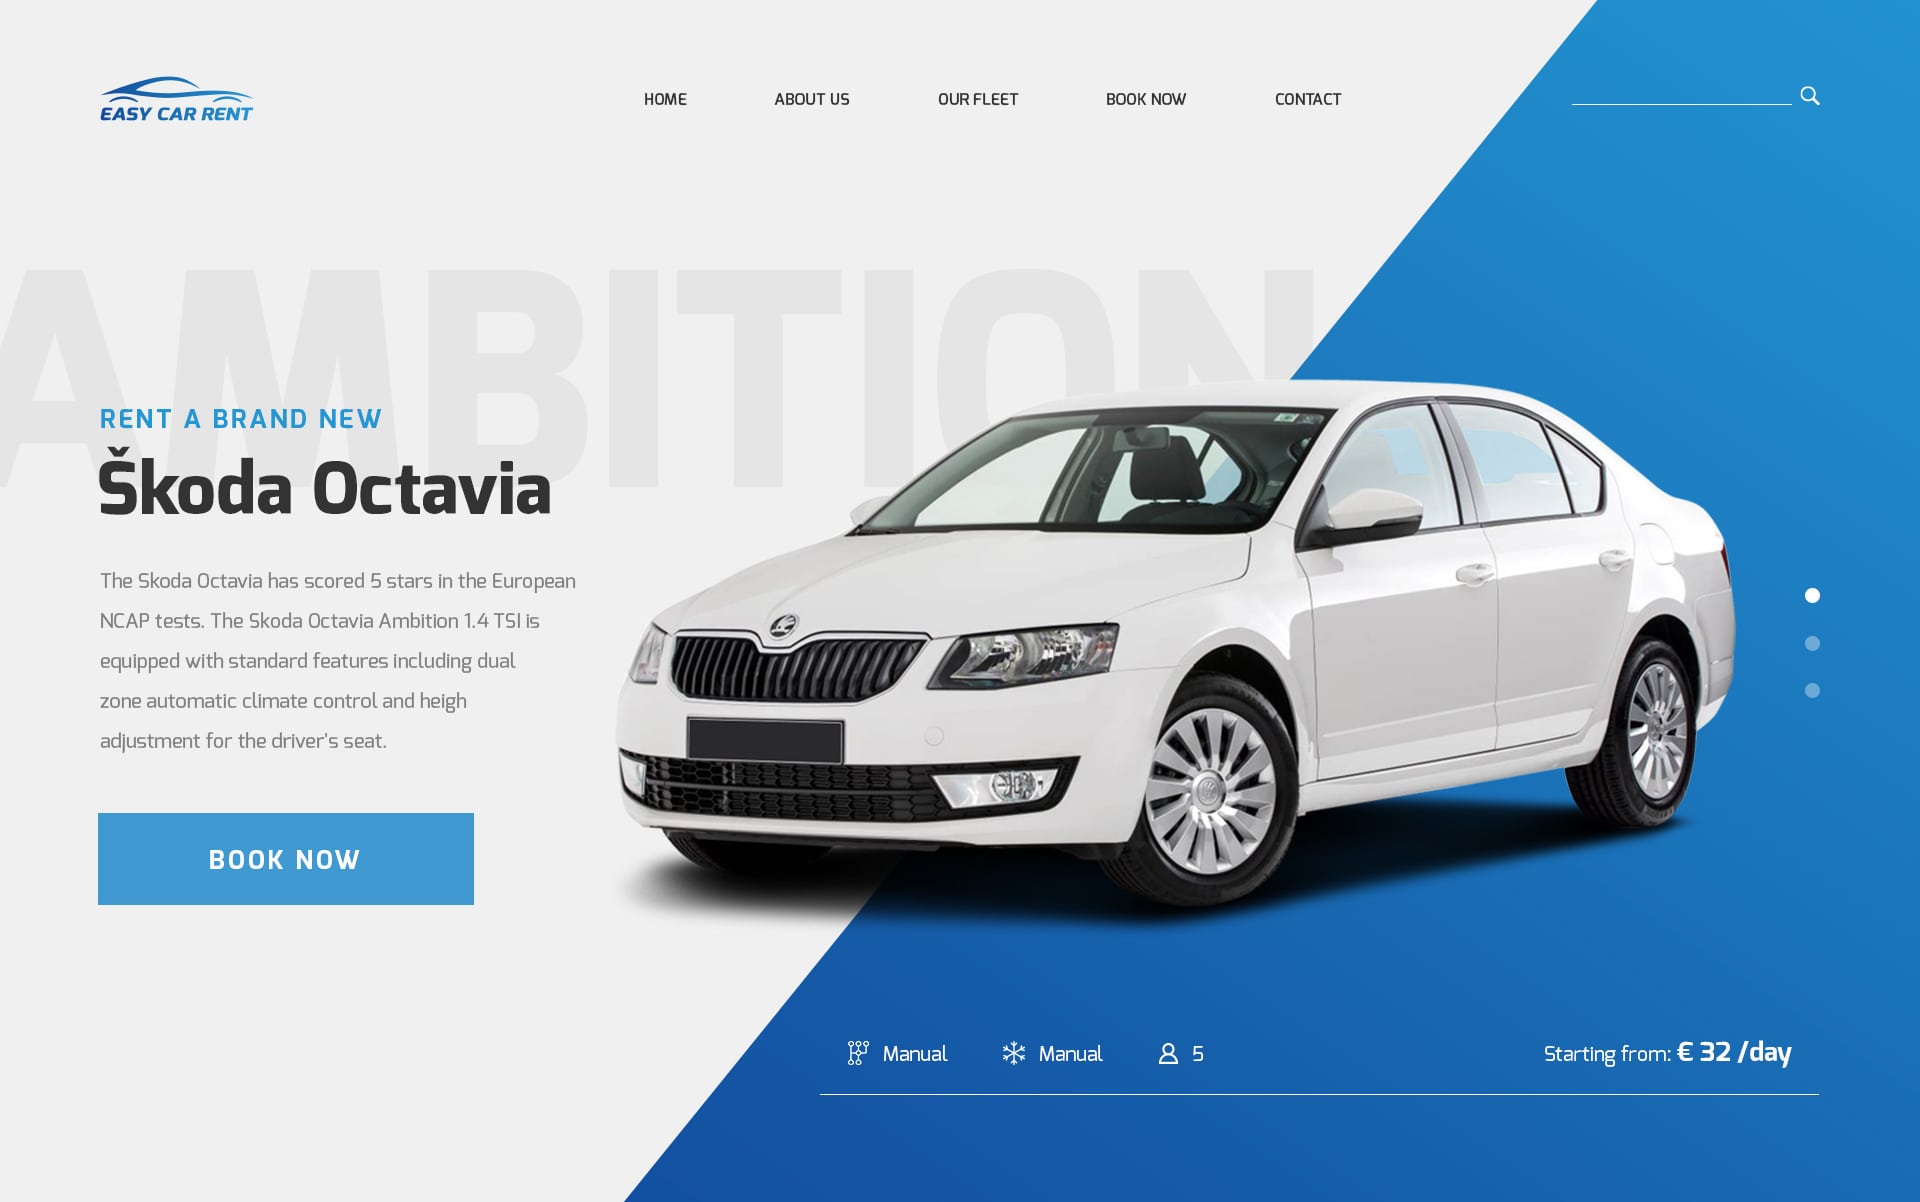 EASY CAR RENT
HOME ABOUT US OUR FLEET BOOK NOW CONTACT
AMBITION
RENT A BRAND NEW
Škoda Octavia
The Skoda Octavia has scored 5 stars in the European
NCAP tests. The Skoda Octavia Ambition 1.4 TSI is
equipped with standard features including dual
zone automatic climate control and heigh
adjustment for the driver's seat.
BOOK NOW
Manual Manual 5 Starting from: € 32 /day